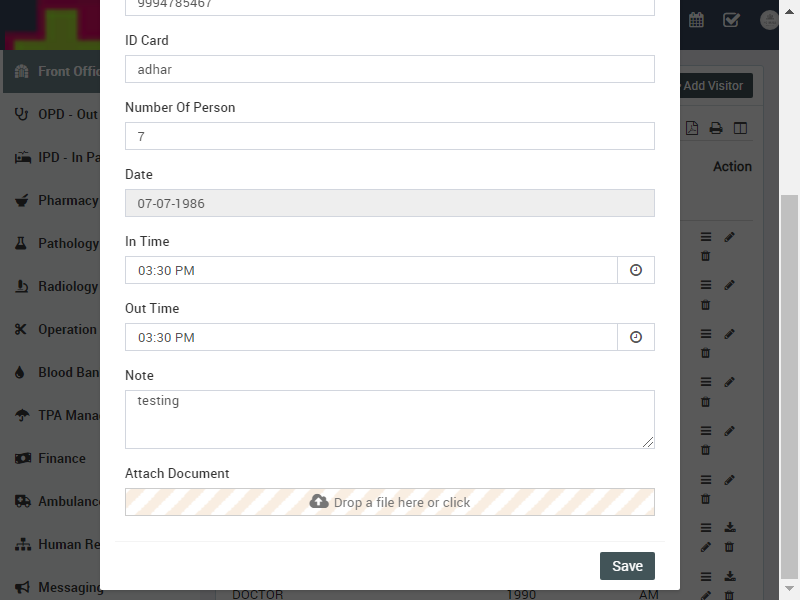 9994785467
ID Card
adhar
Number Of Person
7
Date
07-07-1986
In Time
03:30 PM
Out Time
03:30 PM
Note
testing
Attach Document
Drop a file here or click
Save
Front Offic
OPD - Out
IPD - In Pa
Pharmacy
Pathology
Radiology
Operation
Blood Ban
TPA Mana
Finance
Ambulance
Human Re
Messaging
Add Visitor
Action
DOCTOR 1990 AM